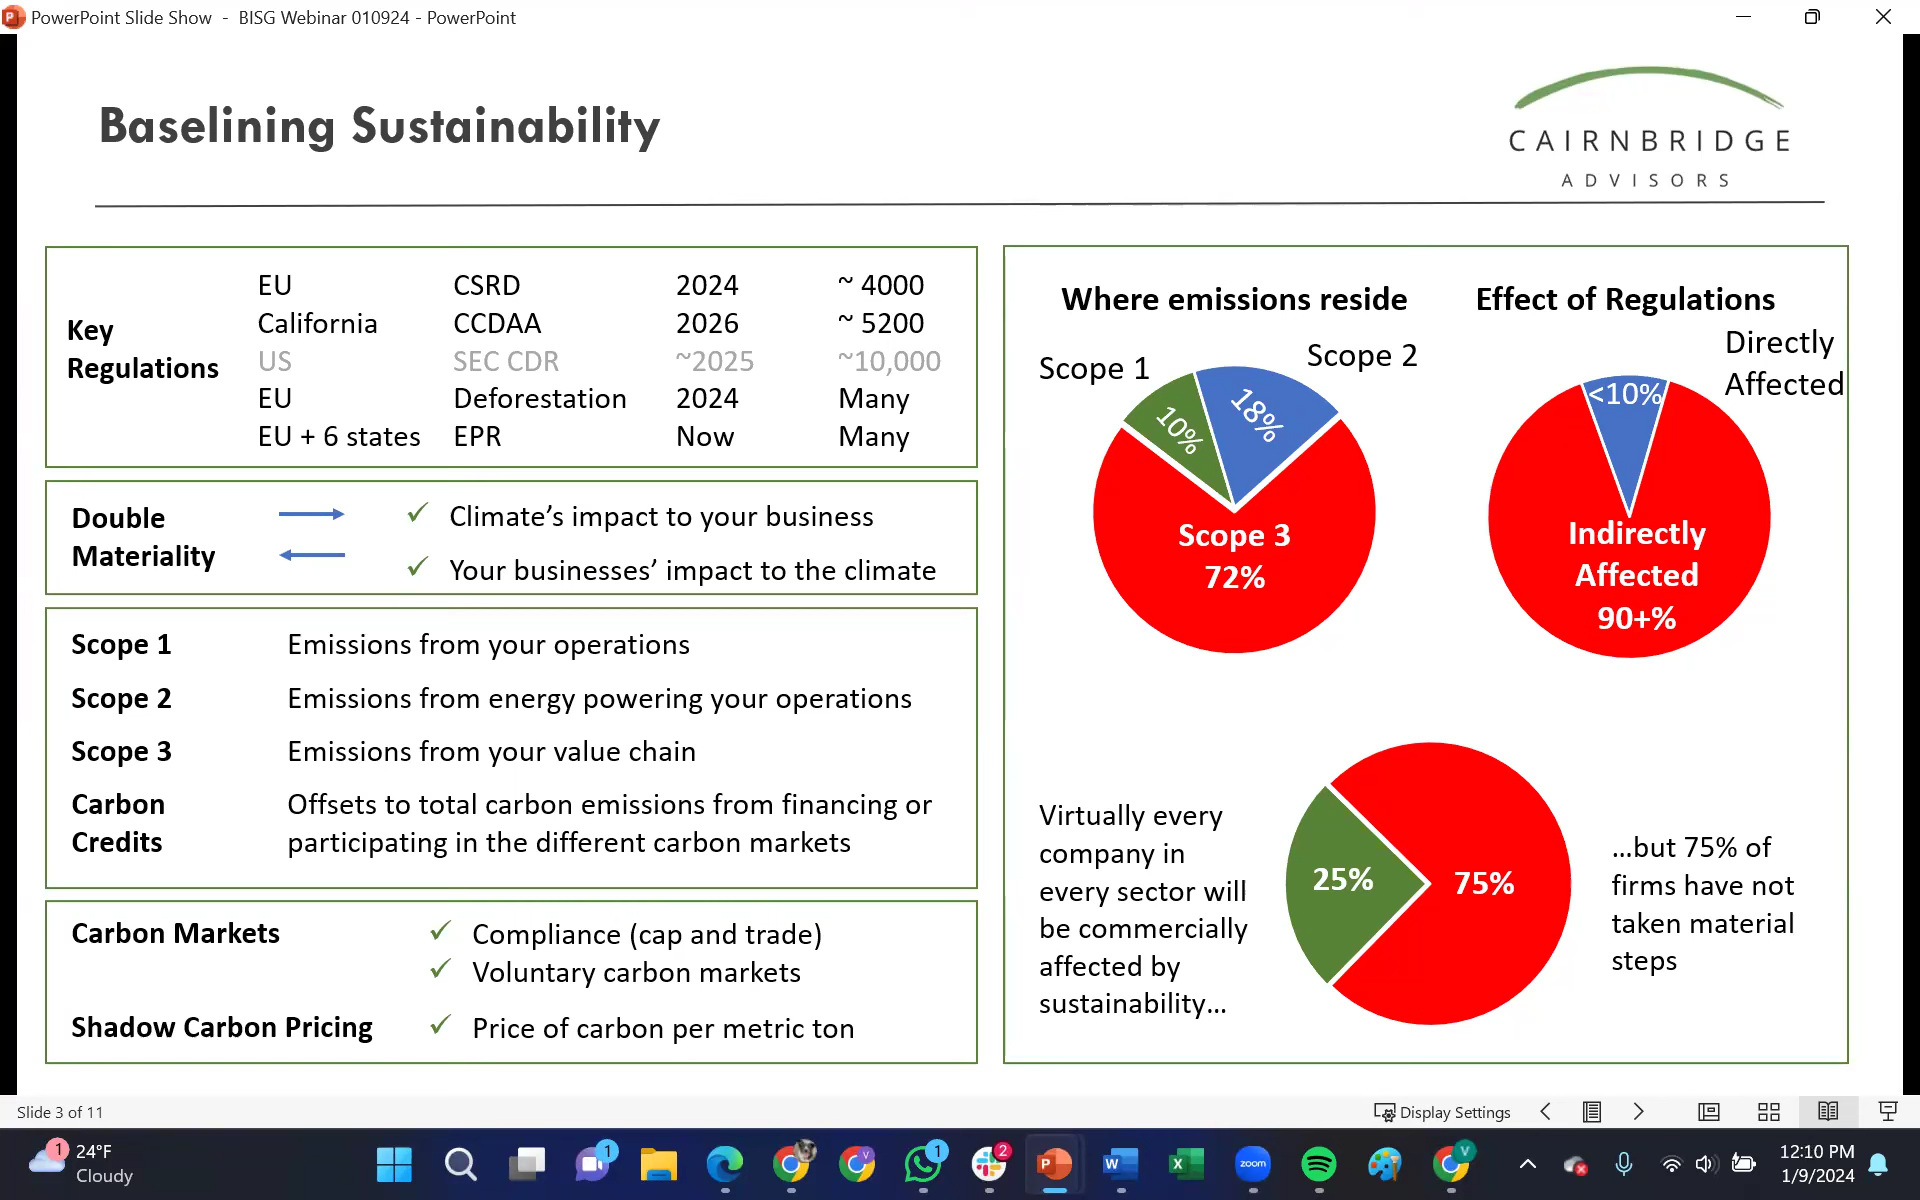 PowerPoint Slide Show - BISG Webinar 010924 - PowerPoint
Baselining Sustainability
CAIRNBRIDGE
ADVISORS
Key
Regulations
EU CSRD 2024 ~ 4000
California CCDAA 2026 ~ 5200
US SEC CDR ~2025 ~10,000
EU Deforestation 2024 Many
EU + 6 states EPR Now Many
Double
Materiality
✓ Climate’s impact to your business
✓ Your businesses’ impact to the climate
Scope 1 Emissions from your operations
Scope 2 Emissions from energy powering your operations
Scope 3 Emissions from your value chain
Carbon
Credits
Offsets to total carbon emissions from financing or
participating in the different carbon markets
Carbon Markets ✓ Compliance (cap and trade)
✓ Voluntary carbon markets
Shadow Carbon Pricing ✓ Price of carbon per metric ton
Where emissions reside
Scope 1
Scope 2
10%
18%
Scope 3
72%
Effect of Regulations
Directly
Affected
<10%
Indirectly
Affected
90+%
Virtually every
company in
every sector will
be commercially
affected by
sustainability...
25%
75%
...but 75% of
firms have not
taken material
steps
Slide 3 of 11
Display Settings
1
24°F
Cloudy
1
V
1
2
P
W
X
zoom
V
12:10 PM
1/9/2024